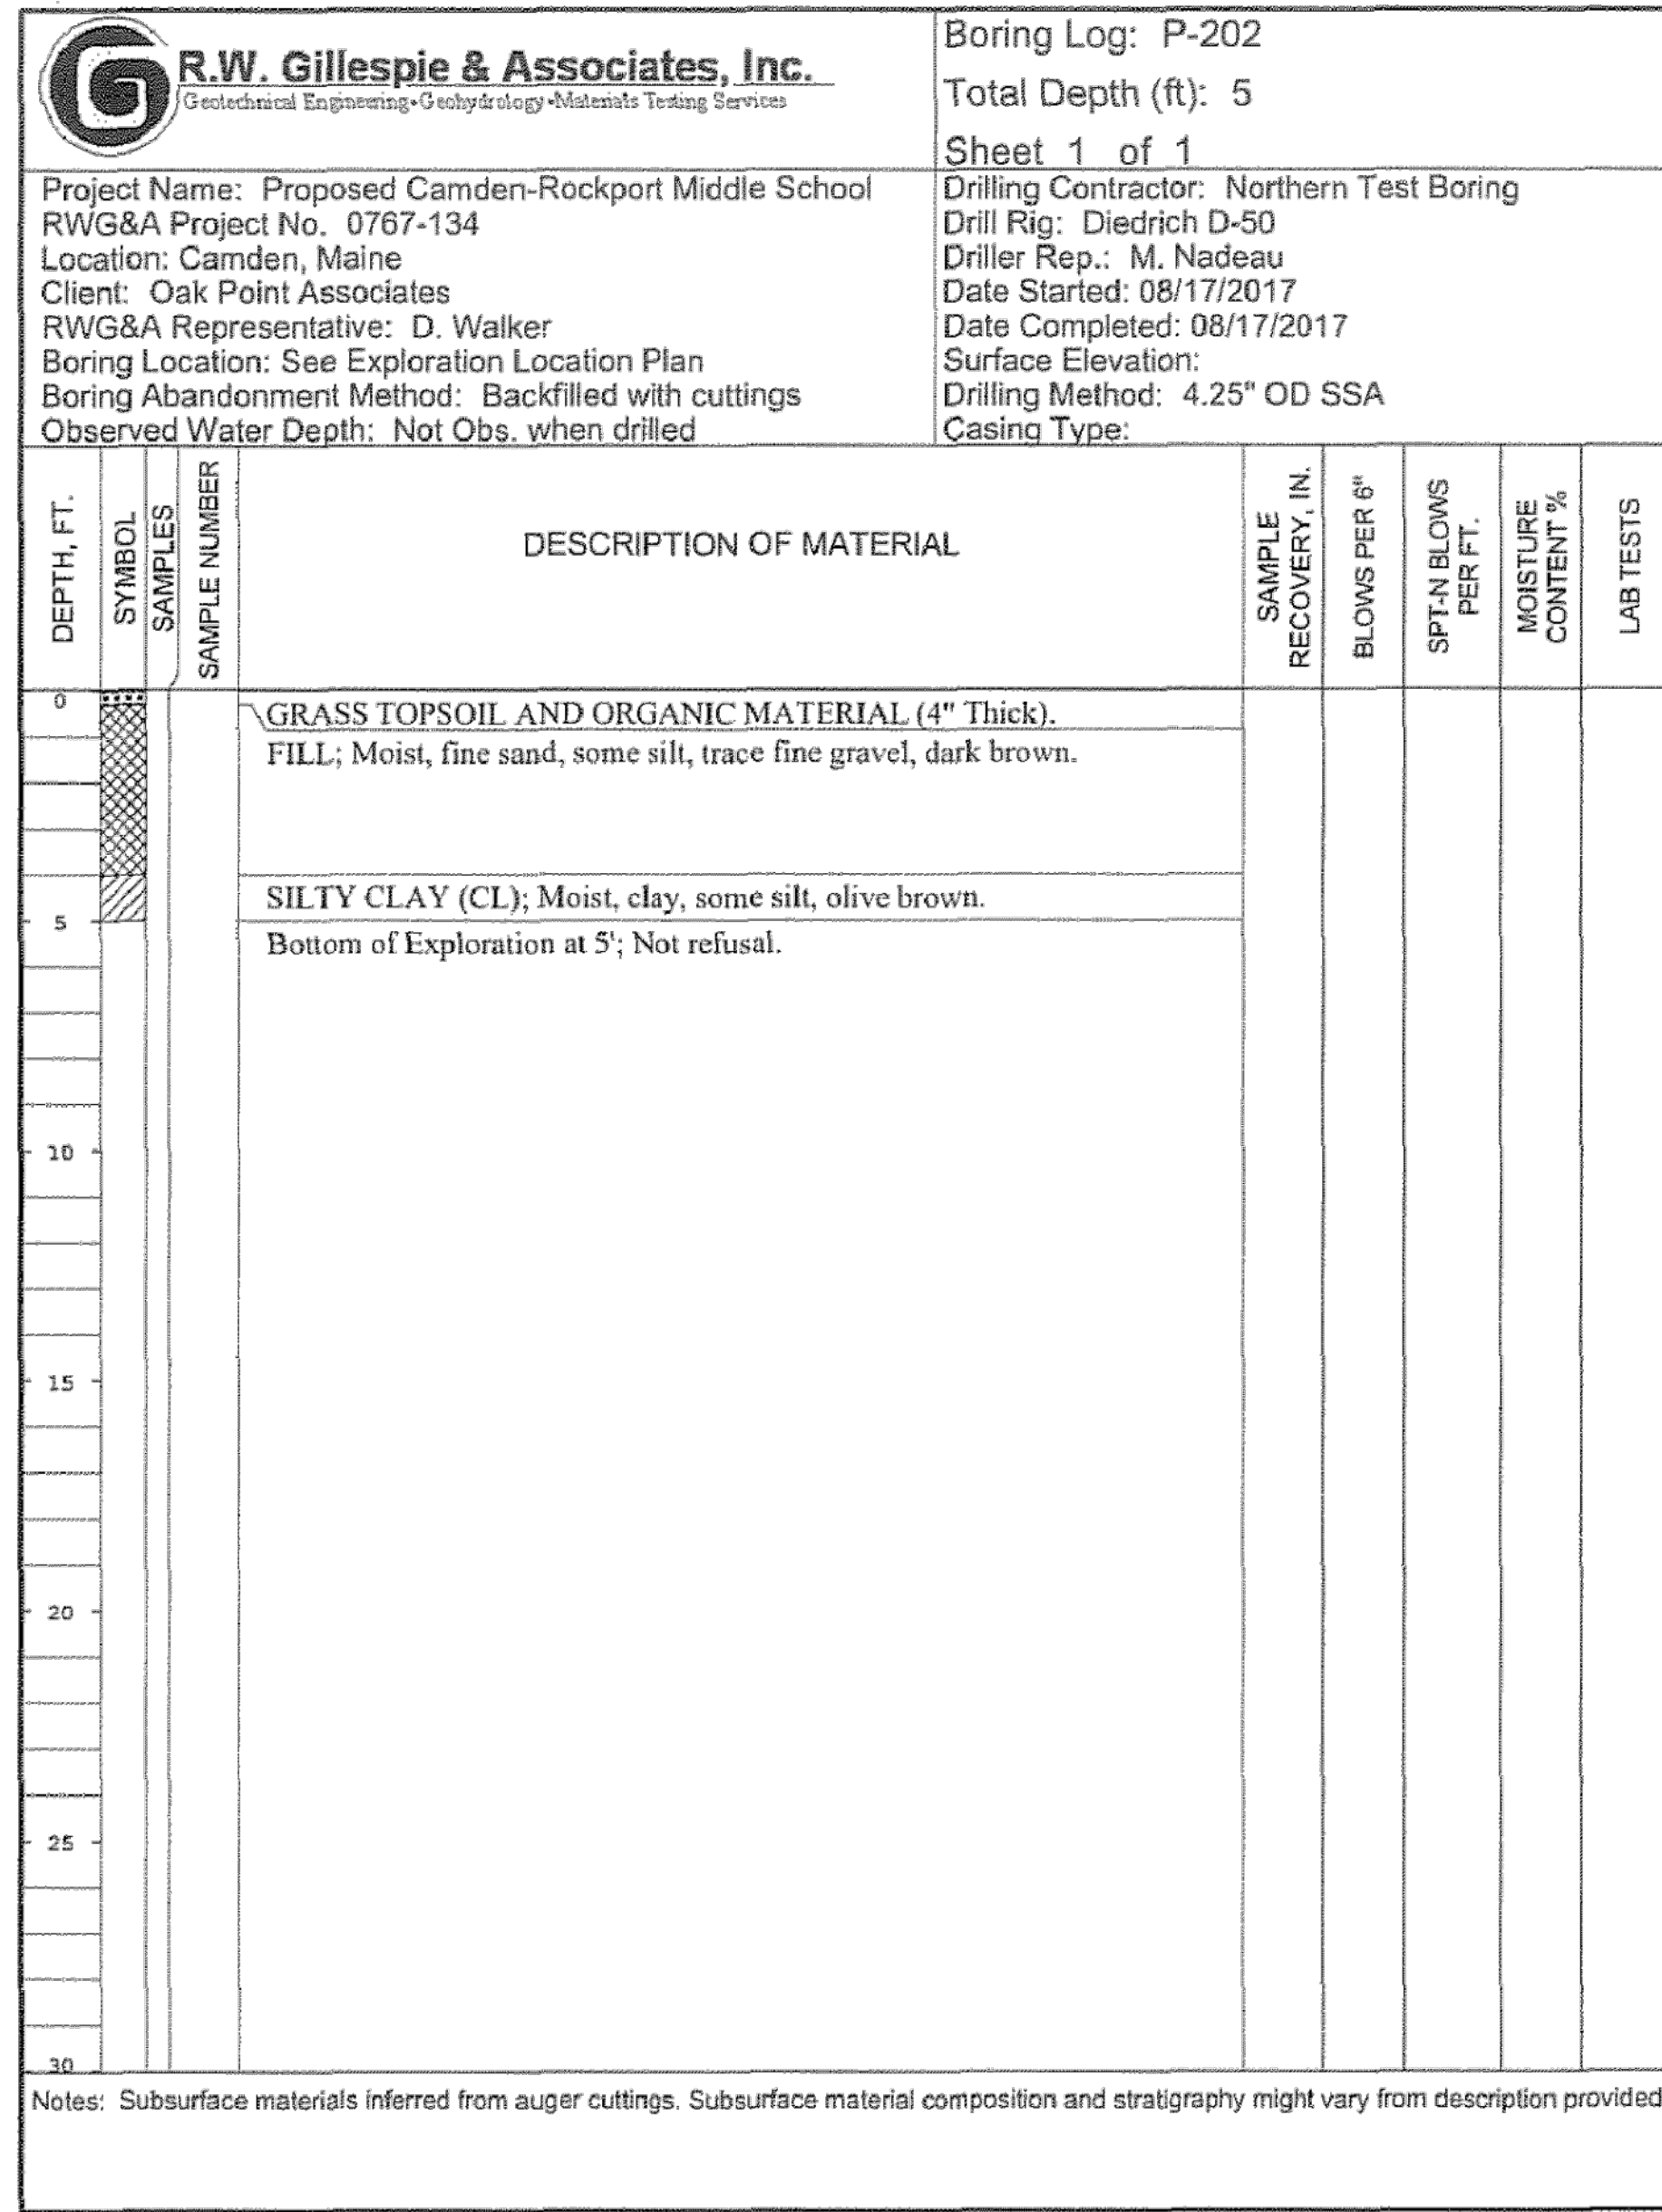 R.W. Gillespie & Associates, Inc.
Geotechnical Engineering•Geohydrology•Materials Testing Services
Boring Log: P-202
Total Depth (ft): 5
Sheet 1 of 1
Project Name: Proposed Camden-Rockport Middle School
RWG&A Project No. 0767-134
Location: Camden, Maine
Client: Oak Point Associates
RWG&A Representative: D. Walker
Boring Location: See Exploration Location Plan
Boring Abandonment Method: Backfilled with cuttings
Observed Water Depth: Not Obs. when drilled
Drilling Contractor: Northern Test Boring
Drill Rig: Diedrich D-50
Driller Rep.: M. Nadeau
Date Started: 08/17/2017
Date Completed: 08/17/2017
Surface Elevation:
Drilling Method: 4.25" OD SSA
Casing Type:
DEPTH, FT.
SYMBOL
SAMPLES
SAMPLE NUMBER
DESCRIPTION OF MATERIAL
SAMPLE
RECOVERY, IN.
BLOWS PER 6"
SPT-N BLOWS
PER FT.
MOISTURE
CONTENT %
LAB TESTS
0
GRASS TOPSOIL AND ORGANIC MATERIAL (4" Thick).
FILL; Moist, fine sand, some silt, trace fine gravel, dark brown.
SILTY CLAY (CL); Moist, clay, some silt, olive brown.
5
Bottom of Exploration at 5'; Not refusal.
10
15
20
25
30
Notes: Subsurface materials inferred from auger cuttings. Subsurface material composition and stratigraphy might vary from description provided